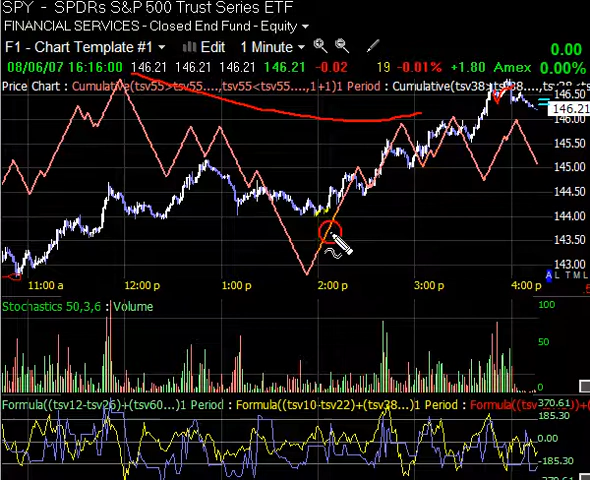 SPY - SPDRs S&P 500 Trust Series ETF
FINANCIAL SERVICES - Closed End Fund - Equity
F1 - Chart Template #1 Edit 1 Minute
0.00
08/06/07 16:16:00 146.21 146.21 146.21 146.21 -0.02 19 -0.01% +1.80 Amex 0.00%
Price Chart : Cumulative(tsv55>tsv55...., tsv55<tsv55....,1+1)1 Period : Cumulative(tsv38>tsv38....,
146.50
146.21
146.00
145.50
145.00
144.50
144.00
143.50
143.00
A L T M L
11:00 a 12:00 p 1:00 p 2:00 p 3:00 p 4:00 p
Stochastics 50,3,6 : Volume
100
50
0
Formula((tsv12-tsv25)+(tsv60...)1 Period : Formula((tsv10-tsv22)+(tsv38...)1 Period :
370.61
185.30
0.00
-185.30